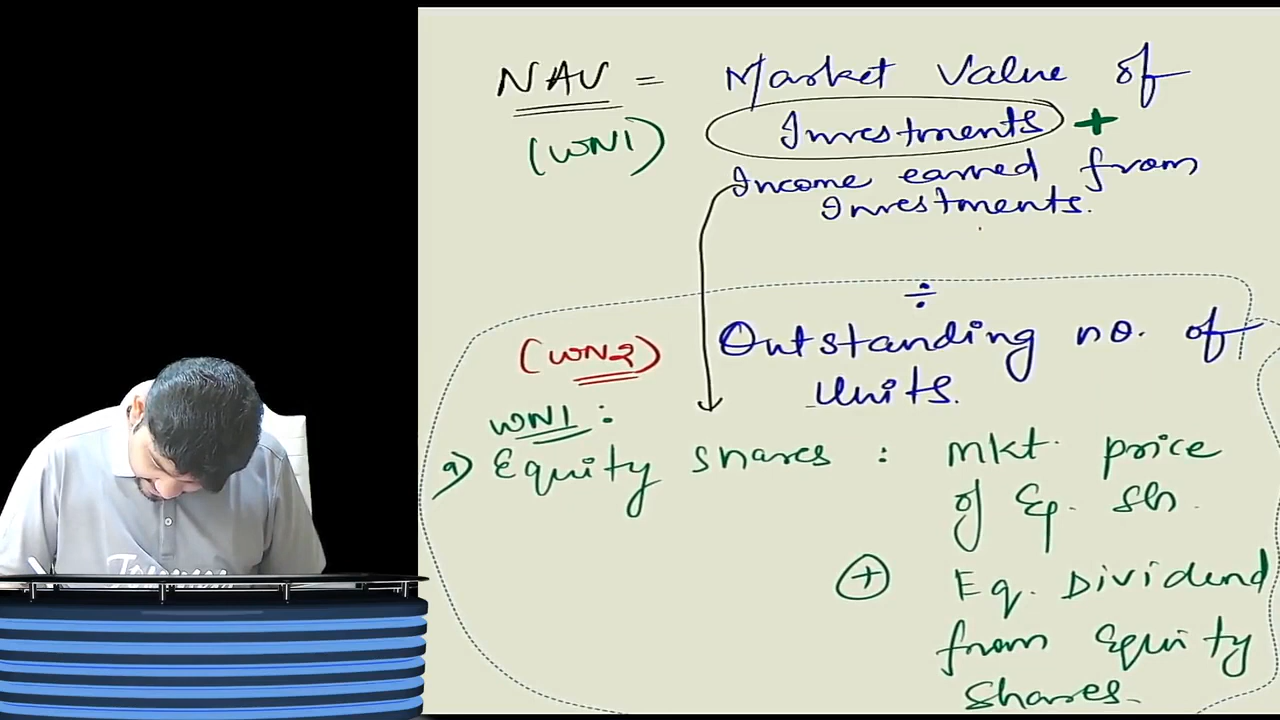 NAV = Market Value of
(WN1) Investments +
Income earned from
Investments.
÷
(WN2) Outstanding no. of
Units.
WN1:
a) Equity shares : Mkt. price
of Eq. Sh.
+ Eq. Dividend
from Equity
Shares.